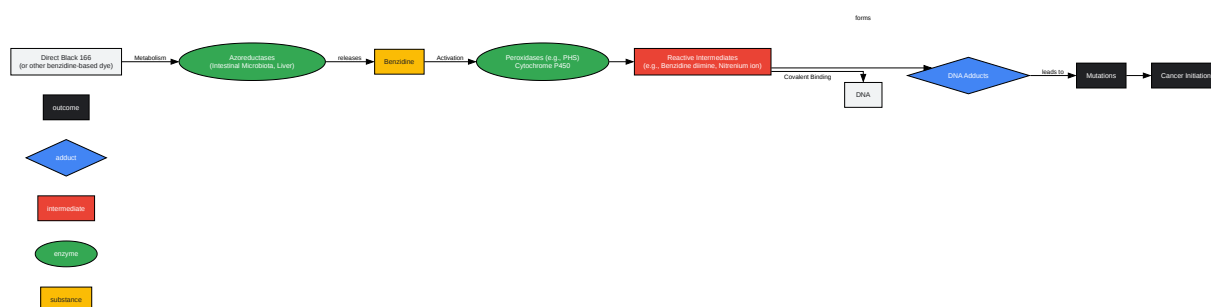 forms
Direct Black 166
(or other benzidine-based dye)
Metabolism
Azoreductases
(Intestinal Microbiota, Liver)
releases
Benzidine
Activation
Peroxidases (e.g., PHS)
Cytochrome P450
Reactive Intermediates
(e.g., Benzidine diimine, Nitrenium ion)
Covalent Binding
DNA
DNA Adducts
leads to
Mutations
Cancer Initiation
outcome
adduct
intermediate
enzyme
substance